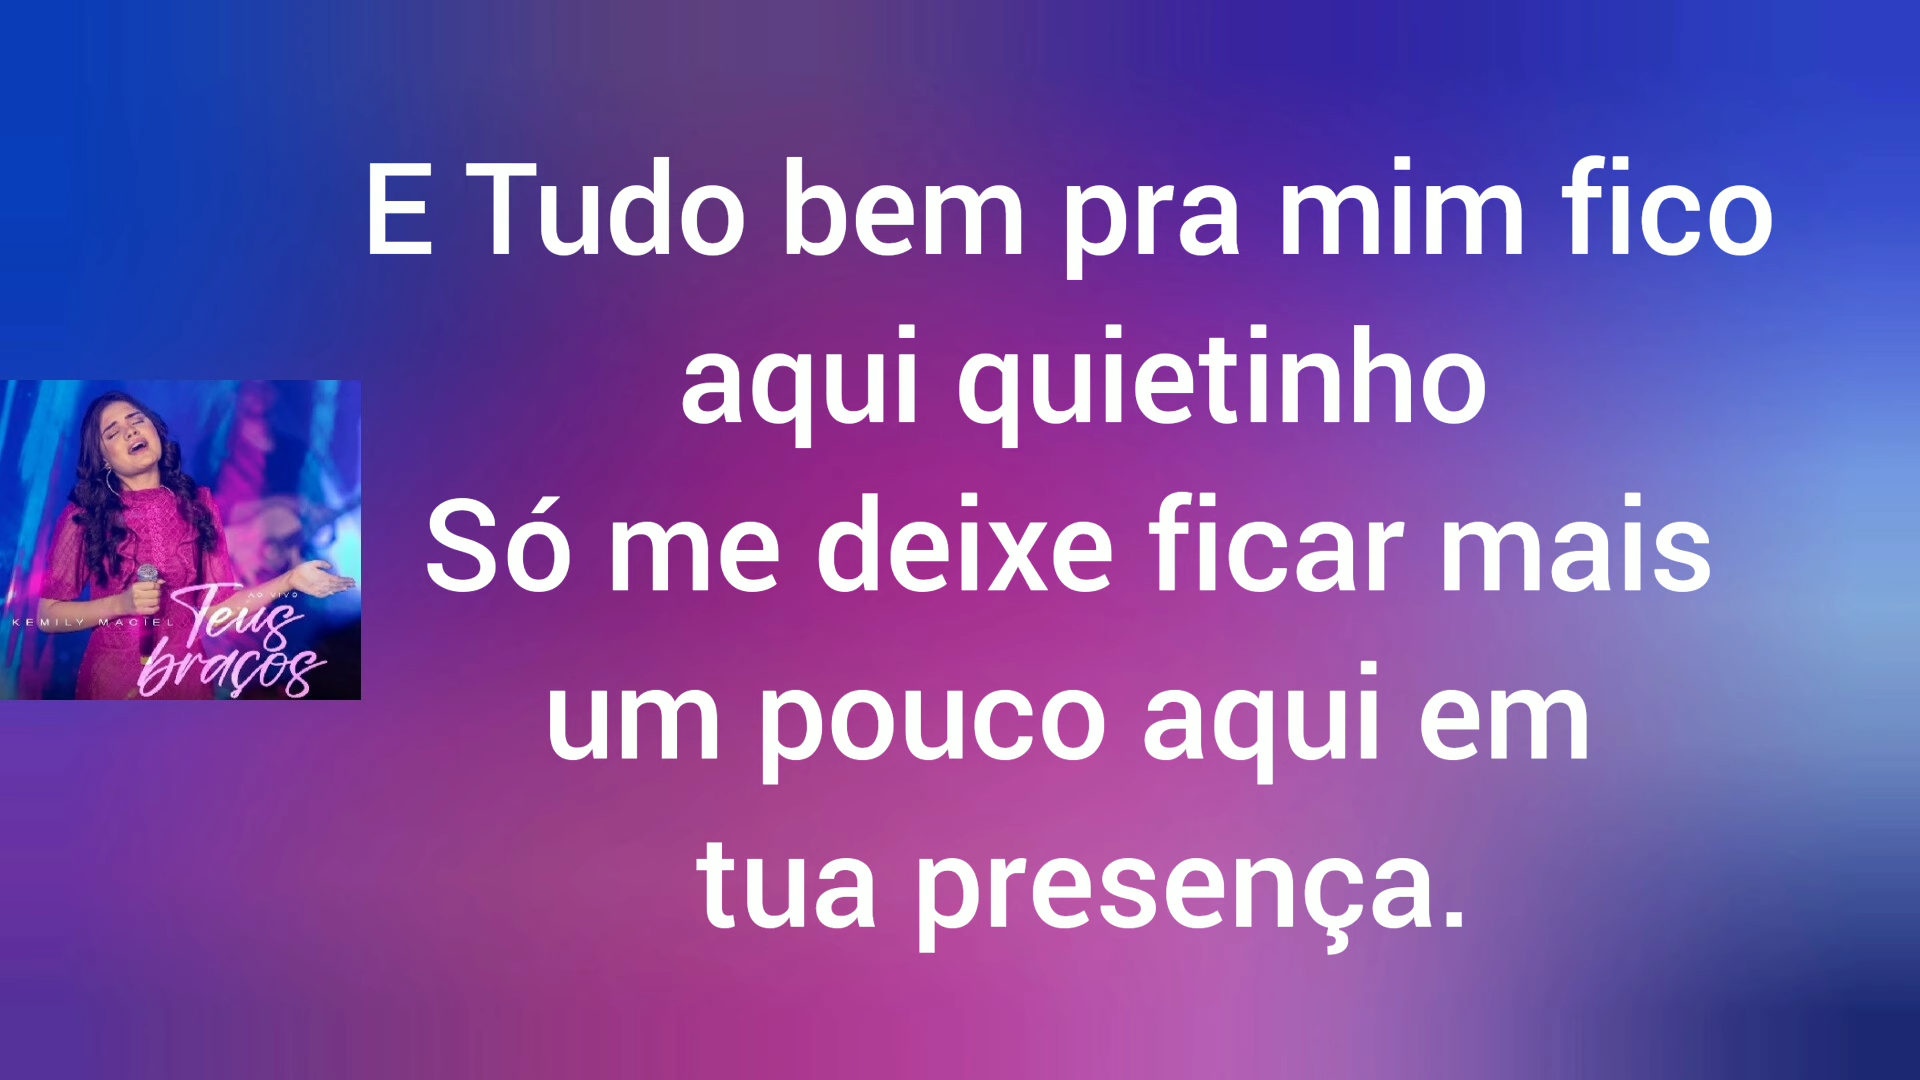 E Tudo bem pra mim fico
aqui quietinho
Só me deixe ficar mais
um pouco aqui em
tua presença.
AO VIVO
KEMILY MACIEL
Teus
braços